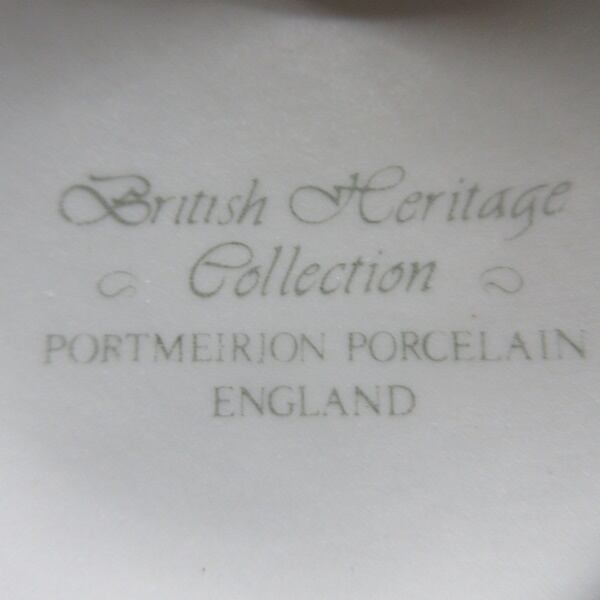 British Heritage
Collection
PORTMEIRION PORCELAIN
ENGLAND